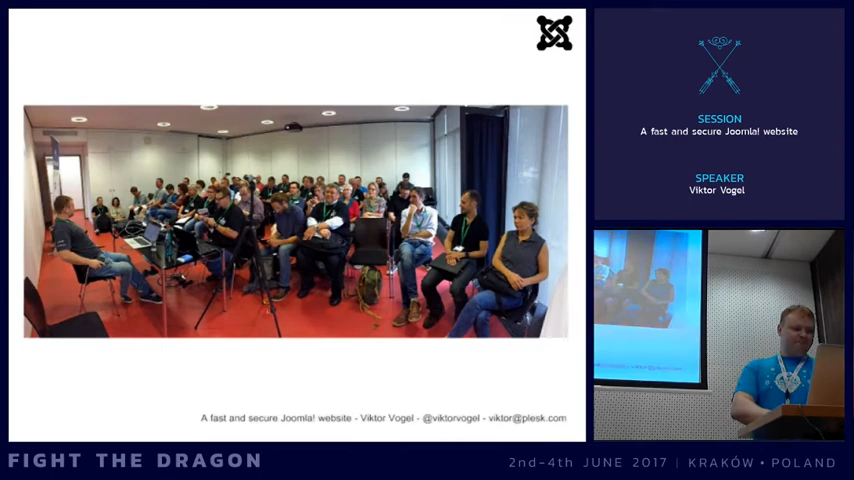 A fast and secure Joomla! website - Viktor Vogel - @viktorvogel - viktor@plesk.com
SESSION
A fast and secure Joomla! website
SPEAKER
Viktor Vogel
FIGHT THE DRAGON
2nd-4th JUNE 2017 | KRAKÓW • POLAND